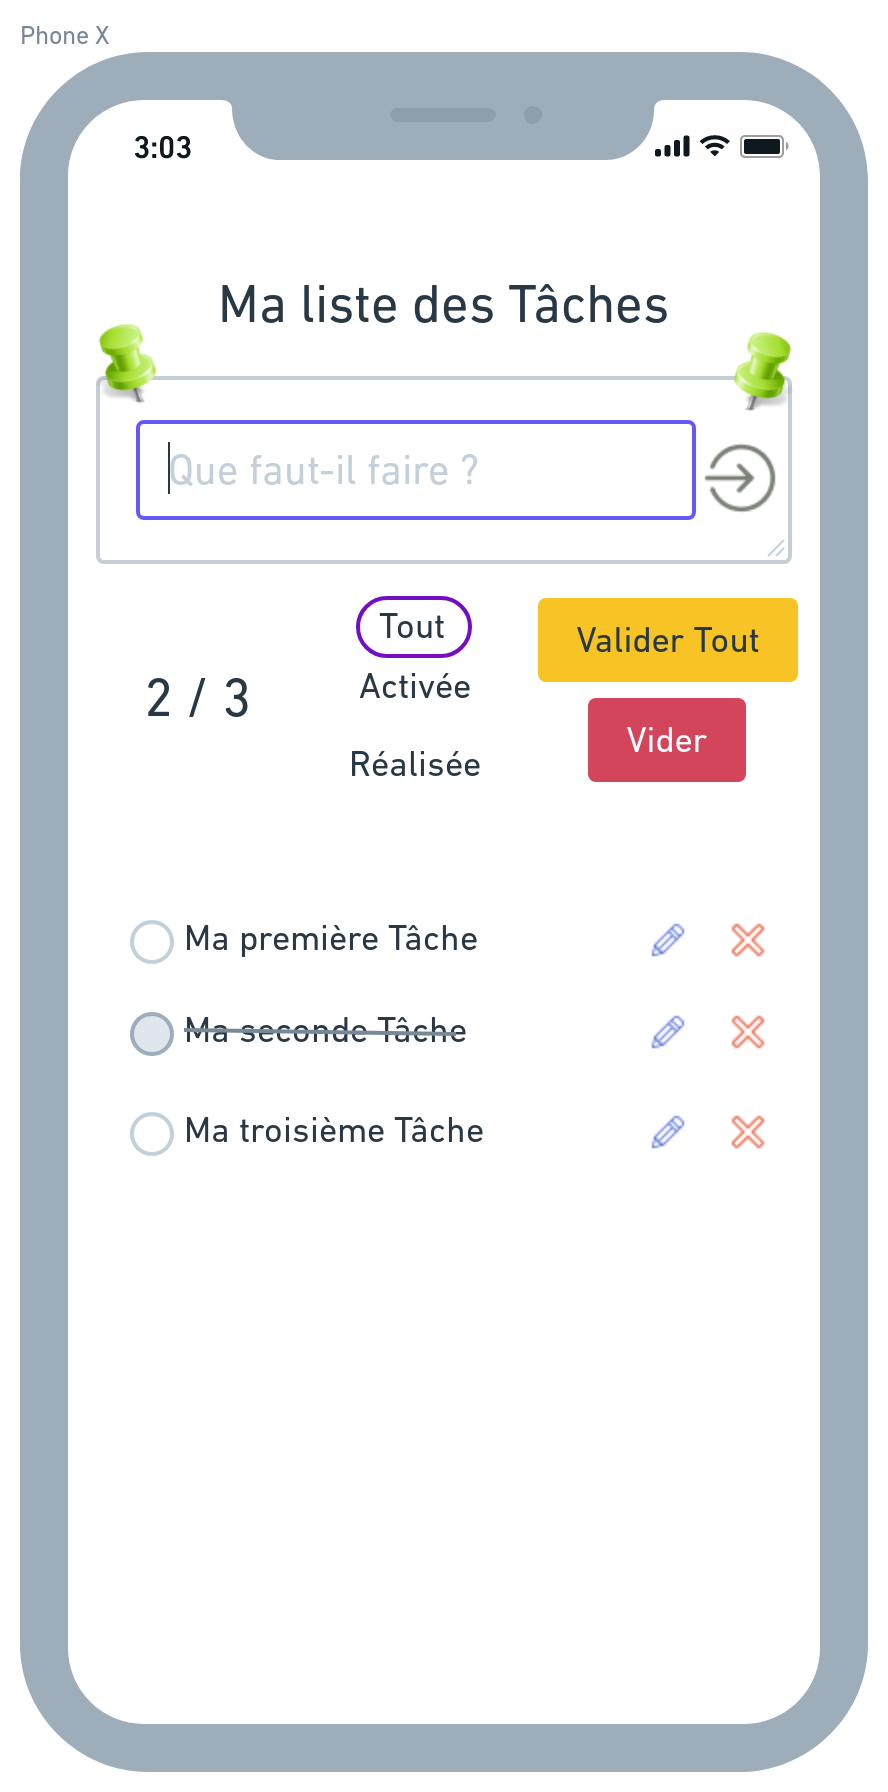 Phone X
3:03
Ma liste des Tâches
Que faut-il faire ?
Tout
Valider Tout
2 / 3
Activée
Vider
Réalisée
Ma première Tâche
Ma seconde Tâche
Ma troisième Tâche